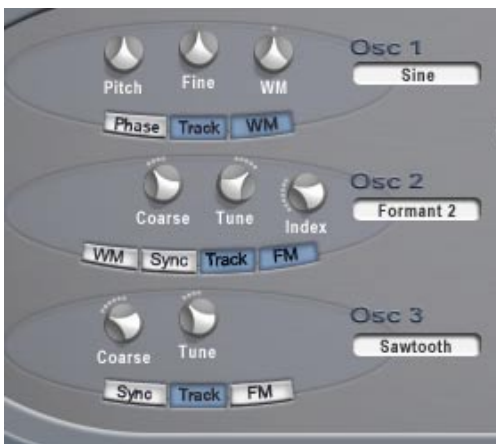 Osc 1
Pitch Fine WM
Sine
Phase Track WM
Osc 2
Coarse Tune Index
Formant 2
WM Sync Track FM
Osc 3
Coarse Tune
Sawtooth
Sync Track FM